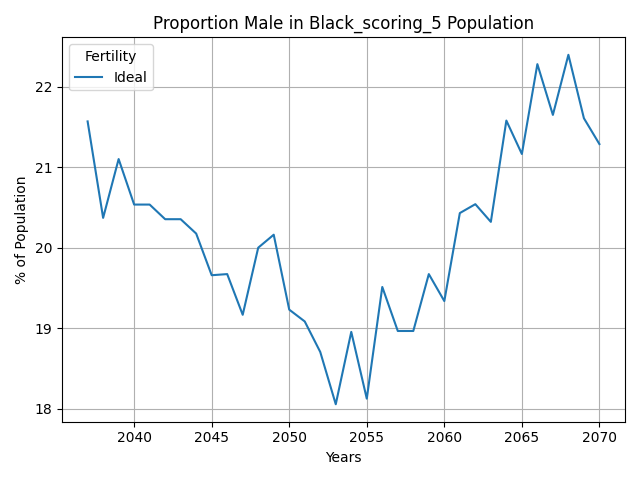 Proportion Male in Black_scoring_5 Population
Fertility
Ideal
% of Population
22
21
20
19
18
2040 2045 2050 2055 2060 2065 2070
Years